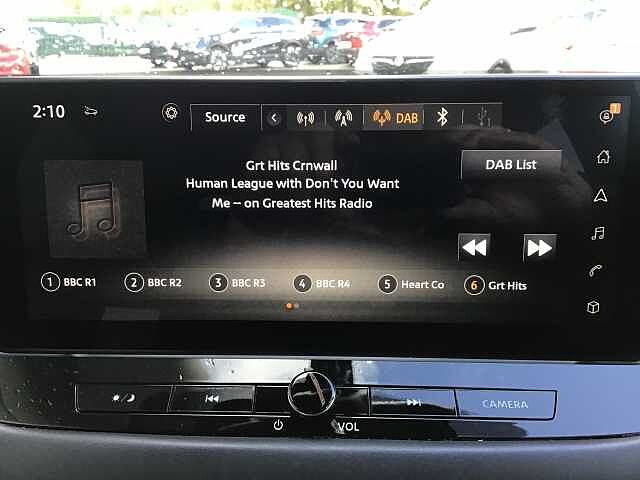 2:10
Source
DAB
1
Grt Hits Crnwall
Human League with Don't You Want
Me – on Greatest Hits Radio
DAB List
1 BBC R1
2 BBC R2
3 BBC R3
4 BBC R4
5 Heart Co
6 Grt Hits
CAMERA
VOL